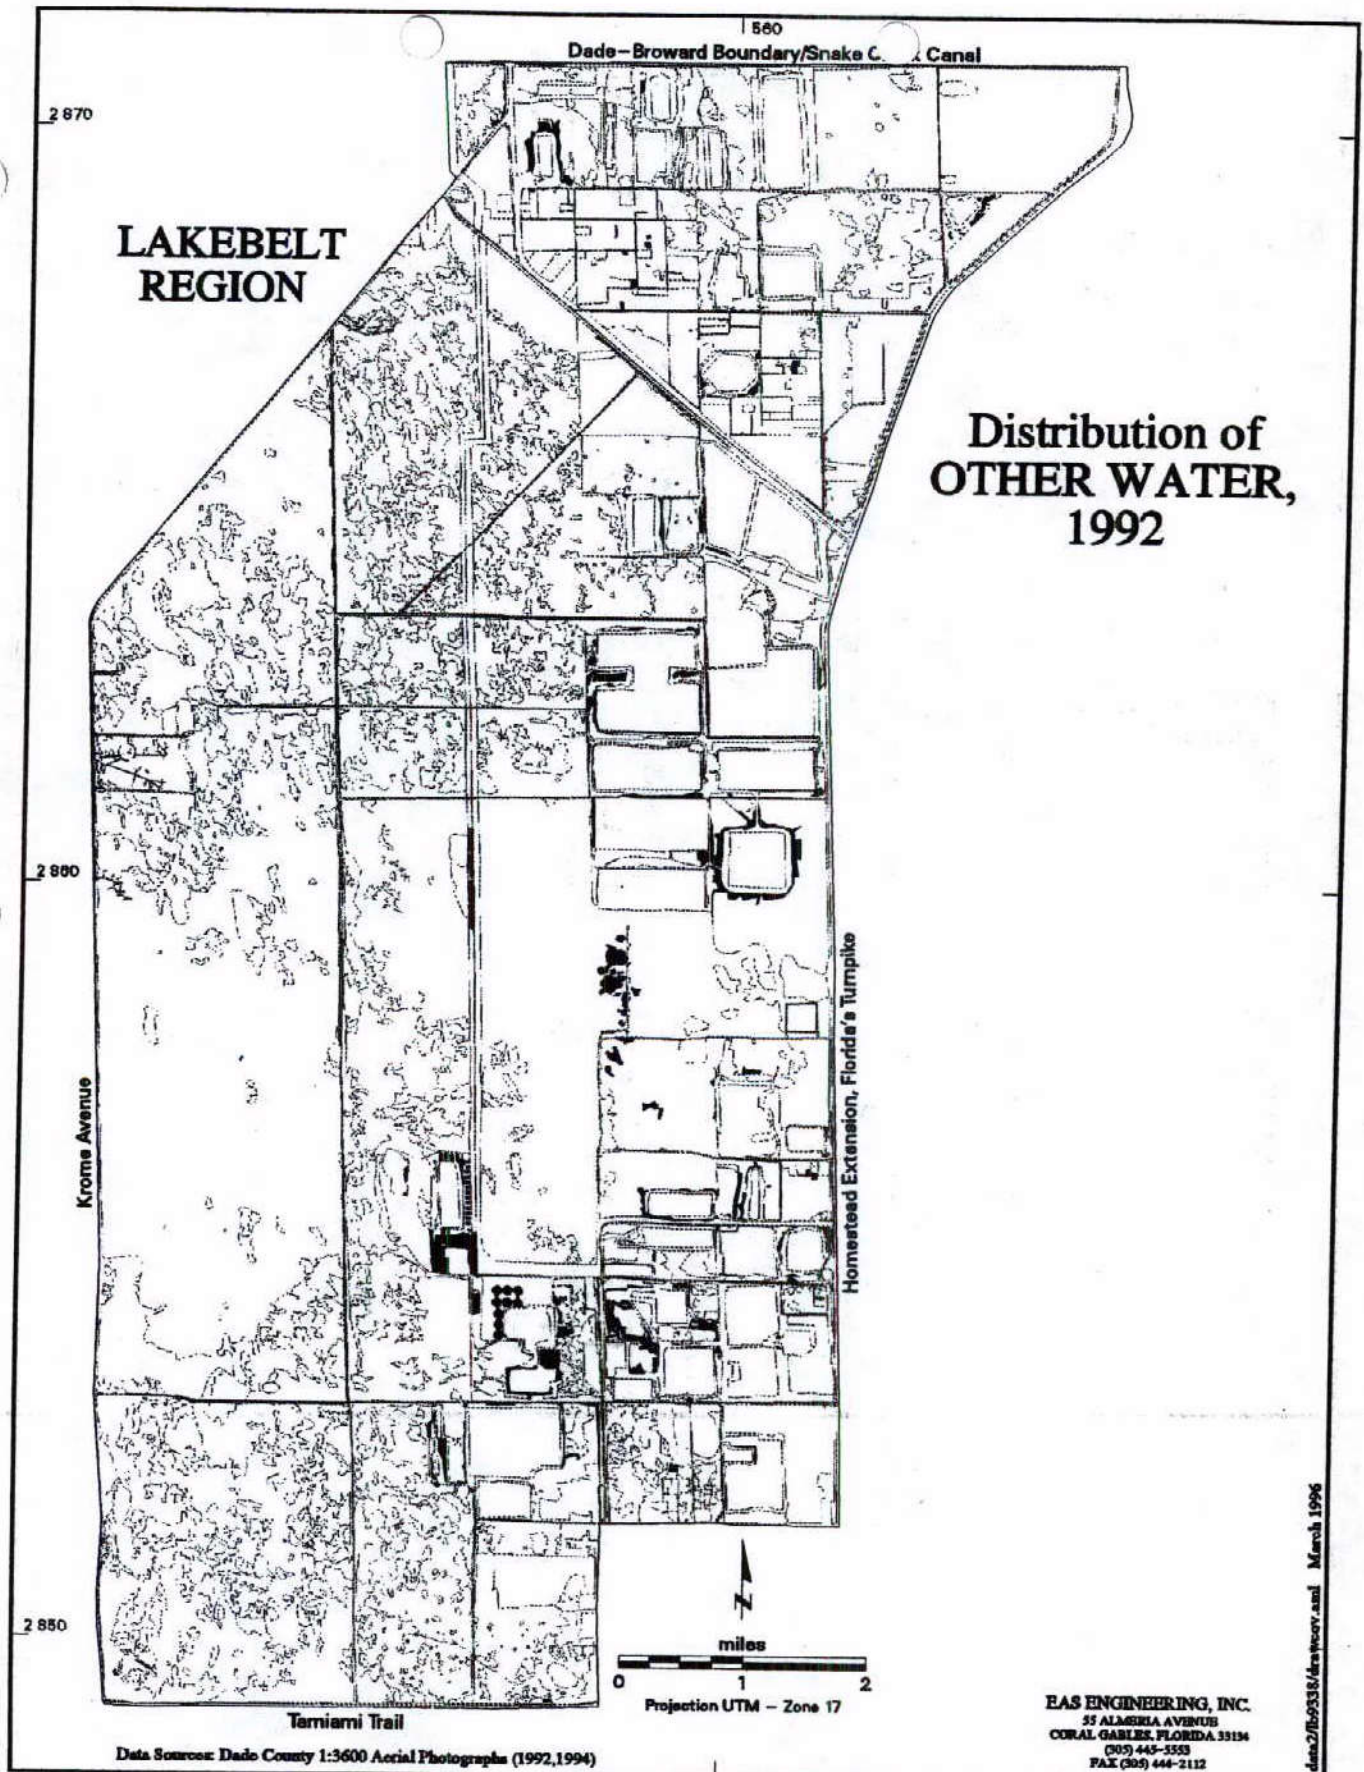 560
Dade-Broward Boundary/Snake C Canal
2 870
LAKEBELT
REGION
Distribution of
OTHER WATER,
1992
2 860
Krome Avenue
Homestead Extension, Florida's Turnpike
2 850
N
miles
0 1 2
Projection UTM - Zone 17
Tamiami Trail
Data Sources: Dade County 1:3600 Aerial Photographs (1992,1994)
EAS ENGINEERING, INC.
55 ALMERIA AVENUE
CORAL GABLES, FLORIDA 33134
(305) 445-5553
FAX (305) 444-2112
March 1996